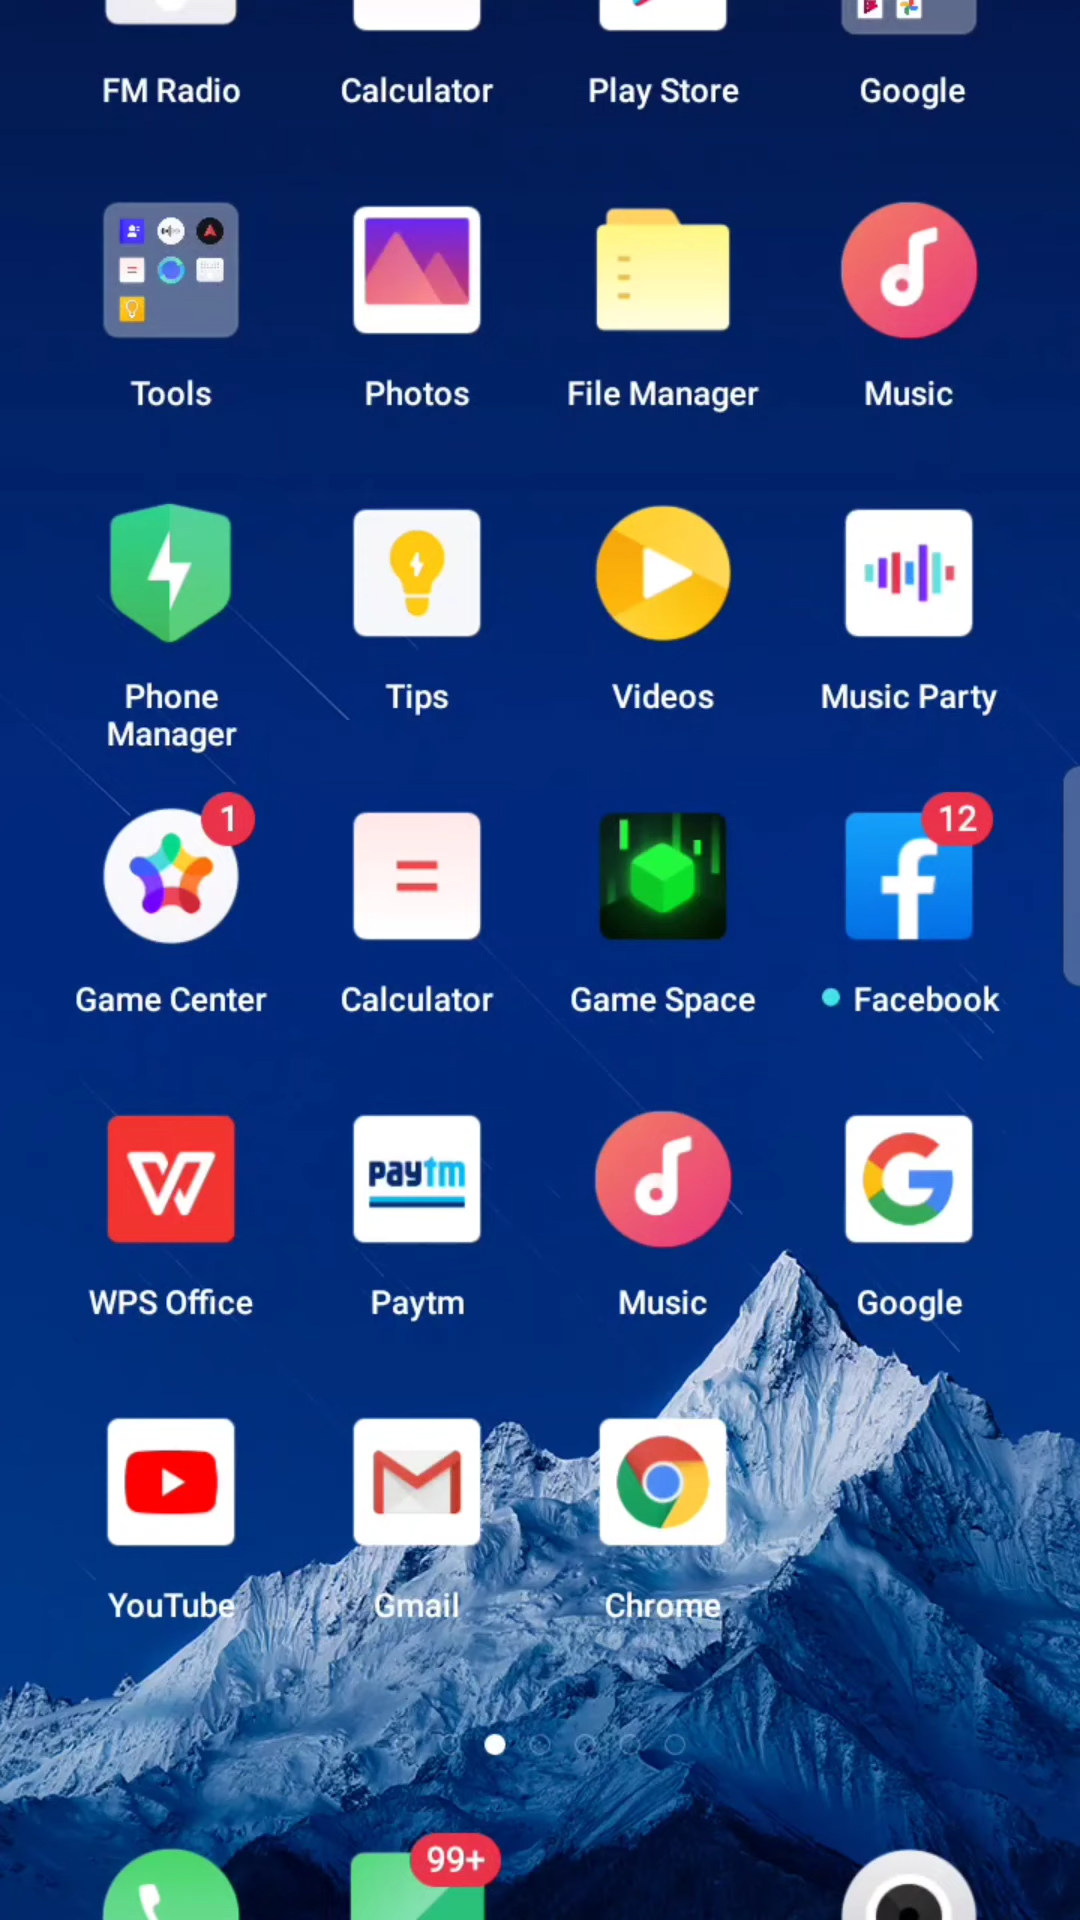 FM Radio
Calculator
Play Store
Google
Tools
Photos
File Manager
Music
Phone
Manager
Tips
Videos
Music Party
1
12
Game Center
Calculator
Game Space
Facebook
paytm
WPS Office
Paytm
Music
Google
YouTube
Gmail
Chrome
99+